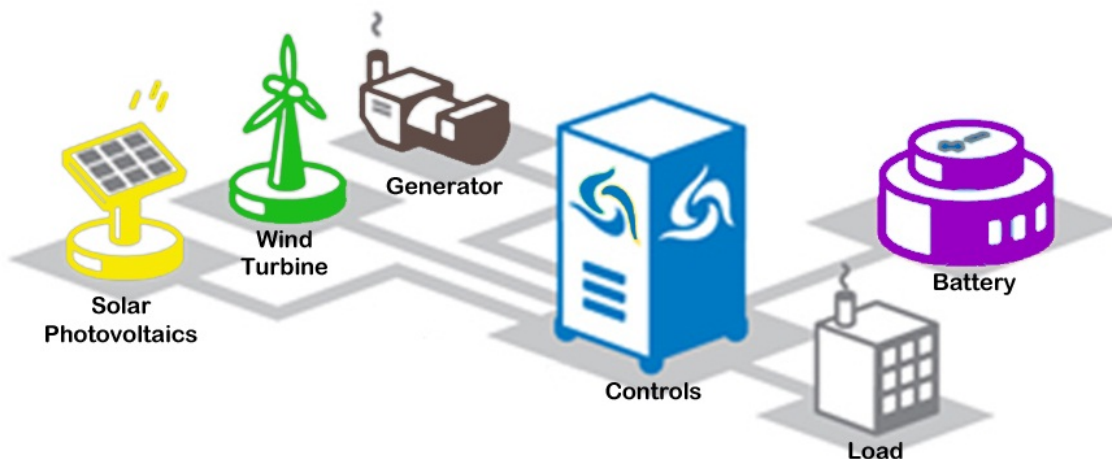 Generator
Wind
Turbine
Solar
Photovoltaics
Battery
Controls
Load